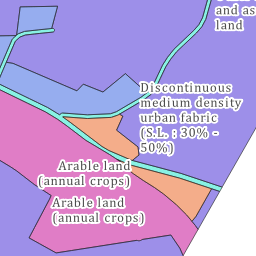 and as
land
Discontinuous
medium density
urban fabric
(S.L. : 30% -
50%)
Arable land
(annual crops)
Arable land
(annual crops)